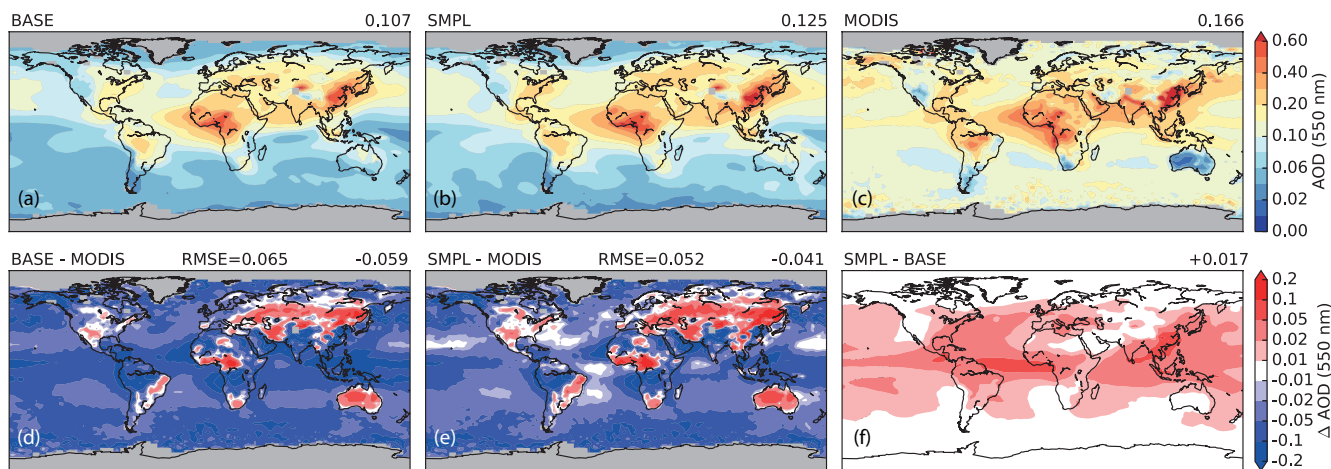 BASE 0.107
SMPL 0.125
MODIS 0.166
(a)
(b)
(c)
0.60
0.40
0.20
0.10
0.06
0.02
0.00
AOD (550 nm)
BASE - MODIS RMSE=0.065 -0.059
SMPL - MODIS RMSE=0.052 -0.041
SMPL - BASE +0.017
(d)
(e)
(f)
0.2
0.1
0.05
0.02
0.01
-0.01
-0.02
-0.05
-0.1
-0.2
Δ AOD (550 nm)